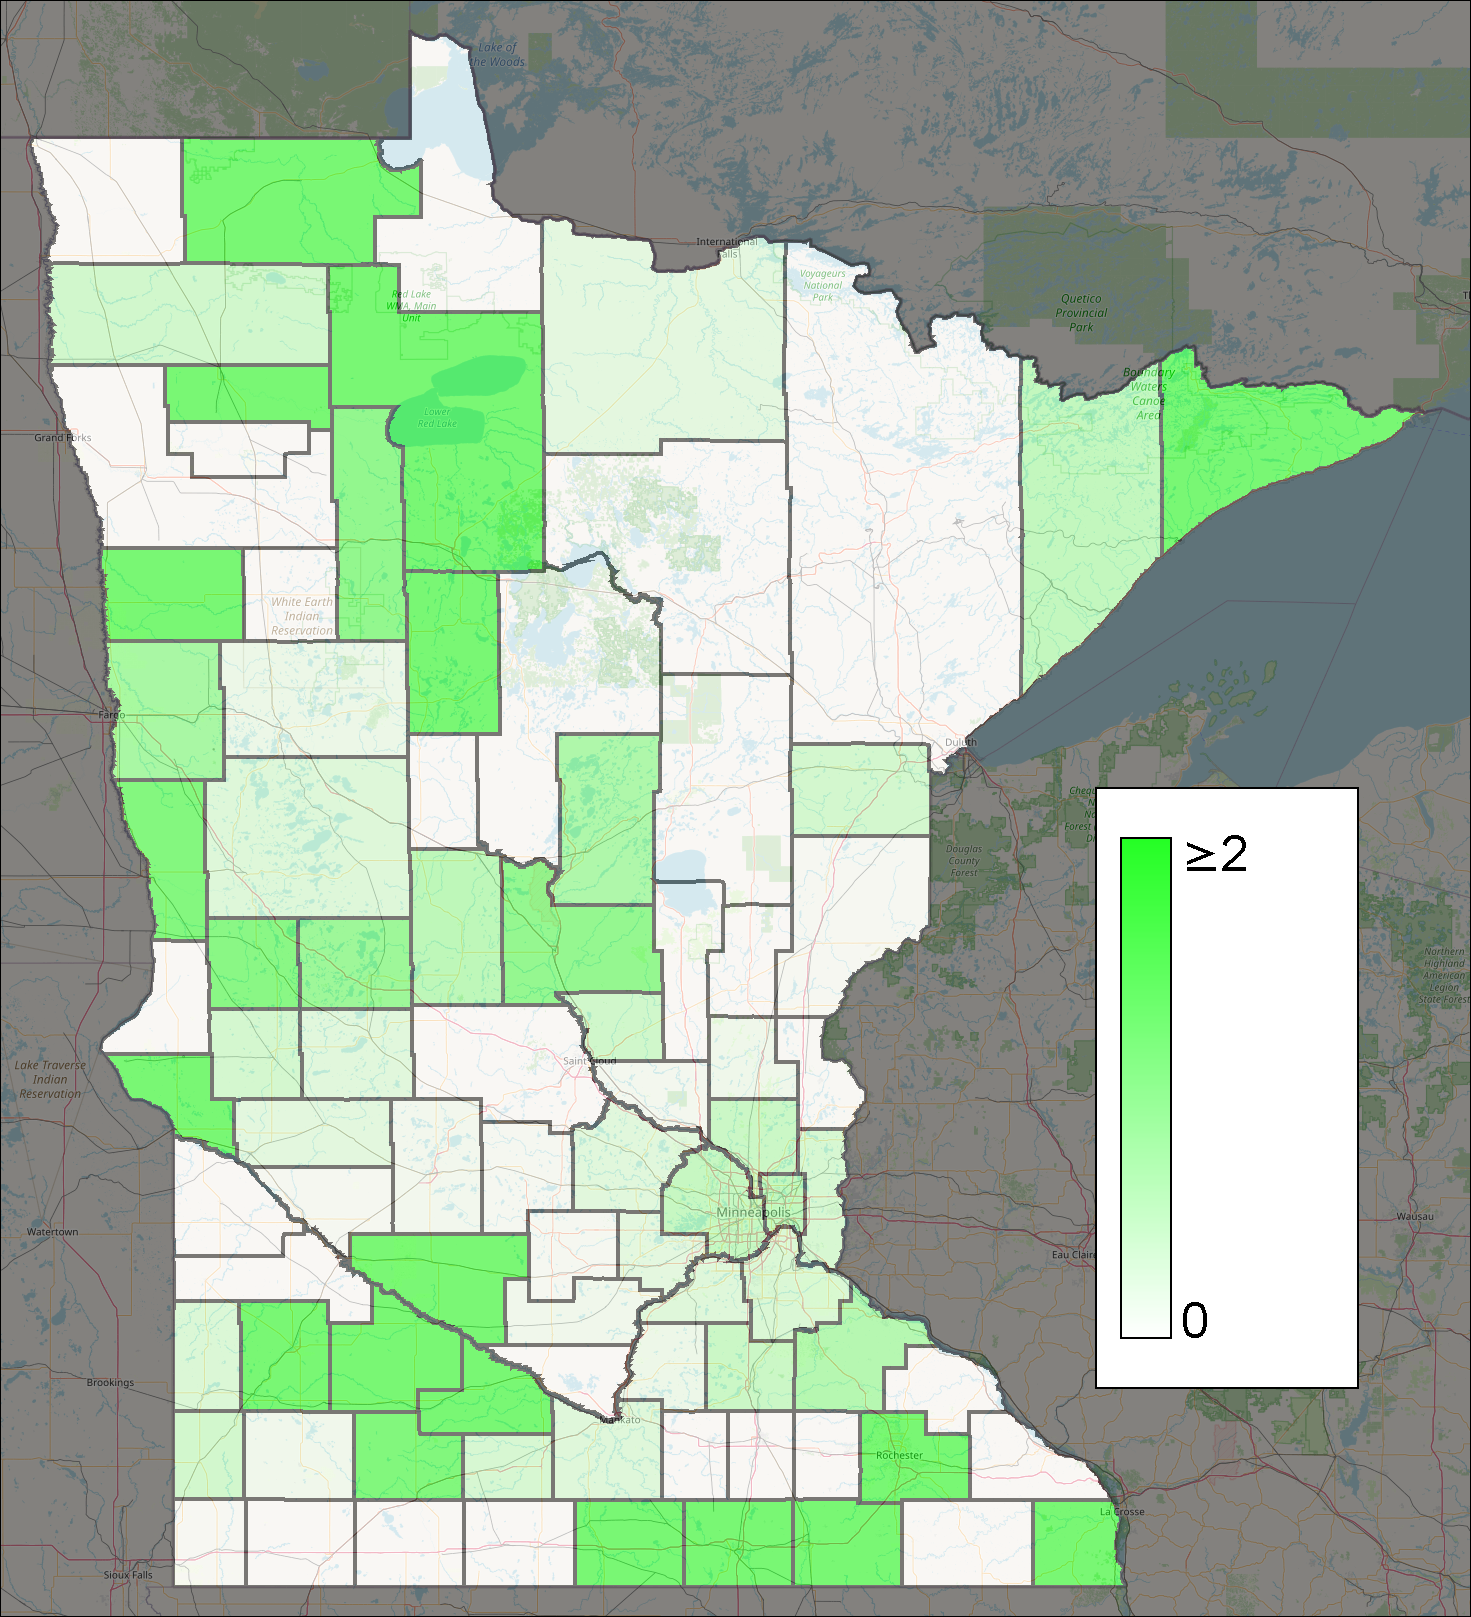 Lake of
the Woods
International
Falls
Voyageurs
National
Park
Quetico
Provincial
Park
Red Lake
WMA, Main
Unit
Boundary
Waters
Canoe
Area
Lower
Red Lake
Grand Forks
White Earth
Indian
Reservation
Fargo
Duluth
Douglas
County
Forest
≥2
Northern
Highland
American
Legion
State Forest
Saint Cloud
Lake Traverse
Indian
Reservation
Minneapolis
Watertown
Wausau
Eau Clair
0
Brookings
Mankato
Rochester
La Crosse
Sioux Falls